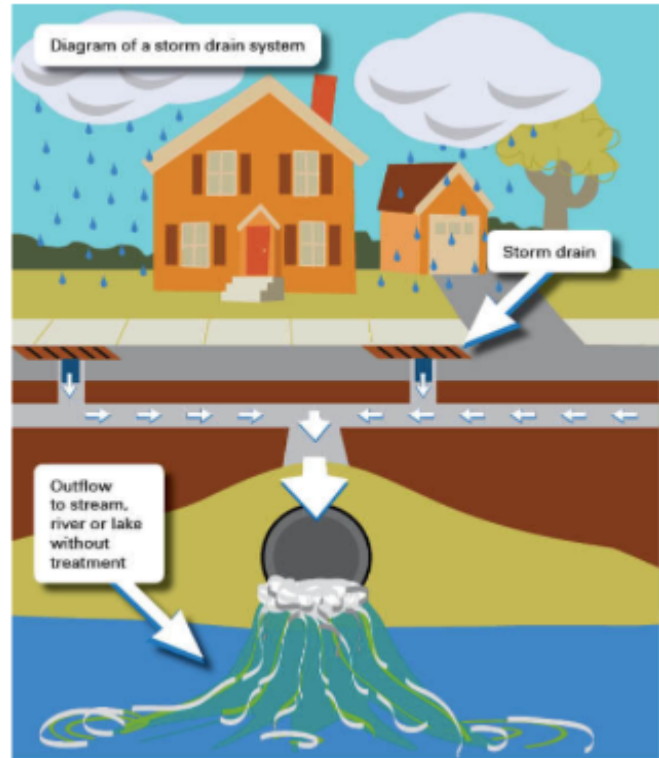 Diagram of a storm drain system
Storm drain
Outflow
to stream,
river or lake
without
treatment